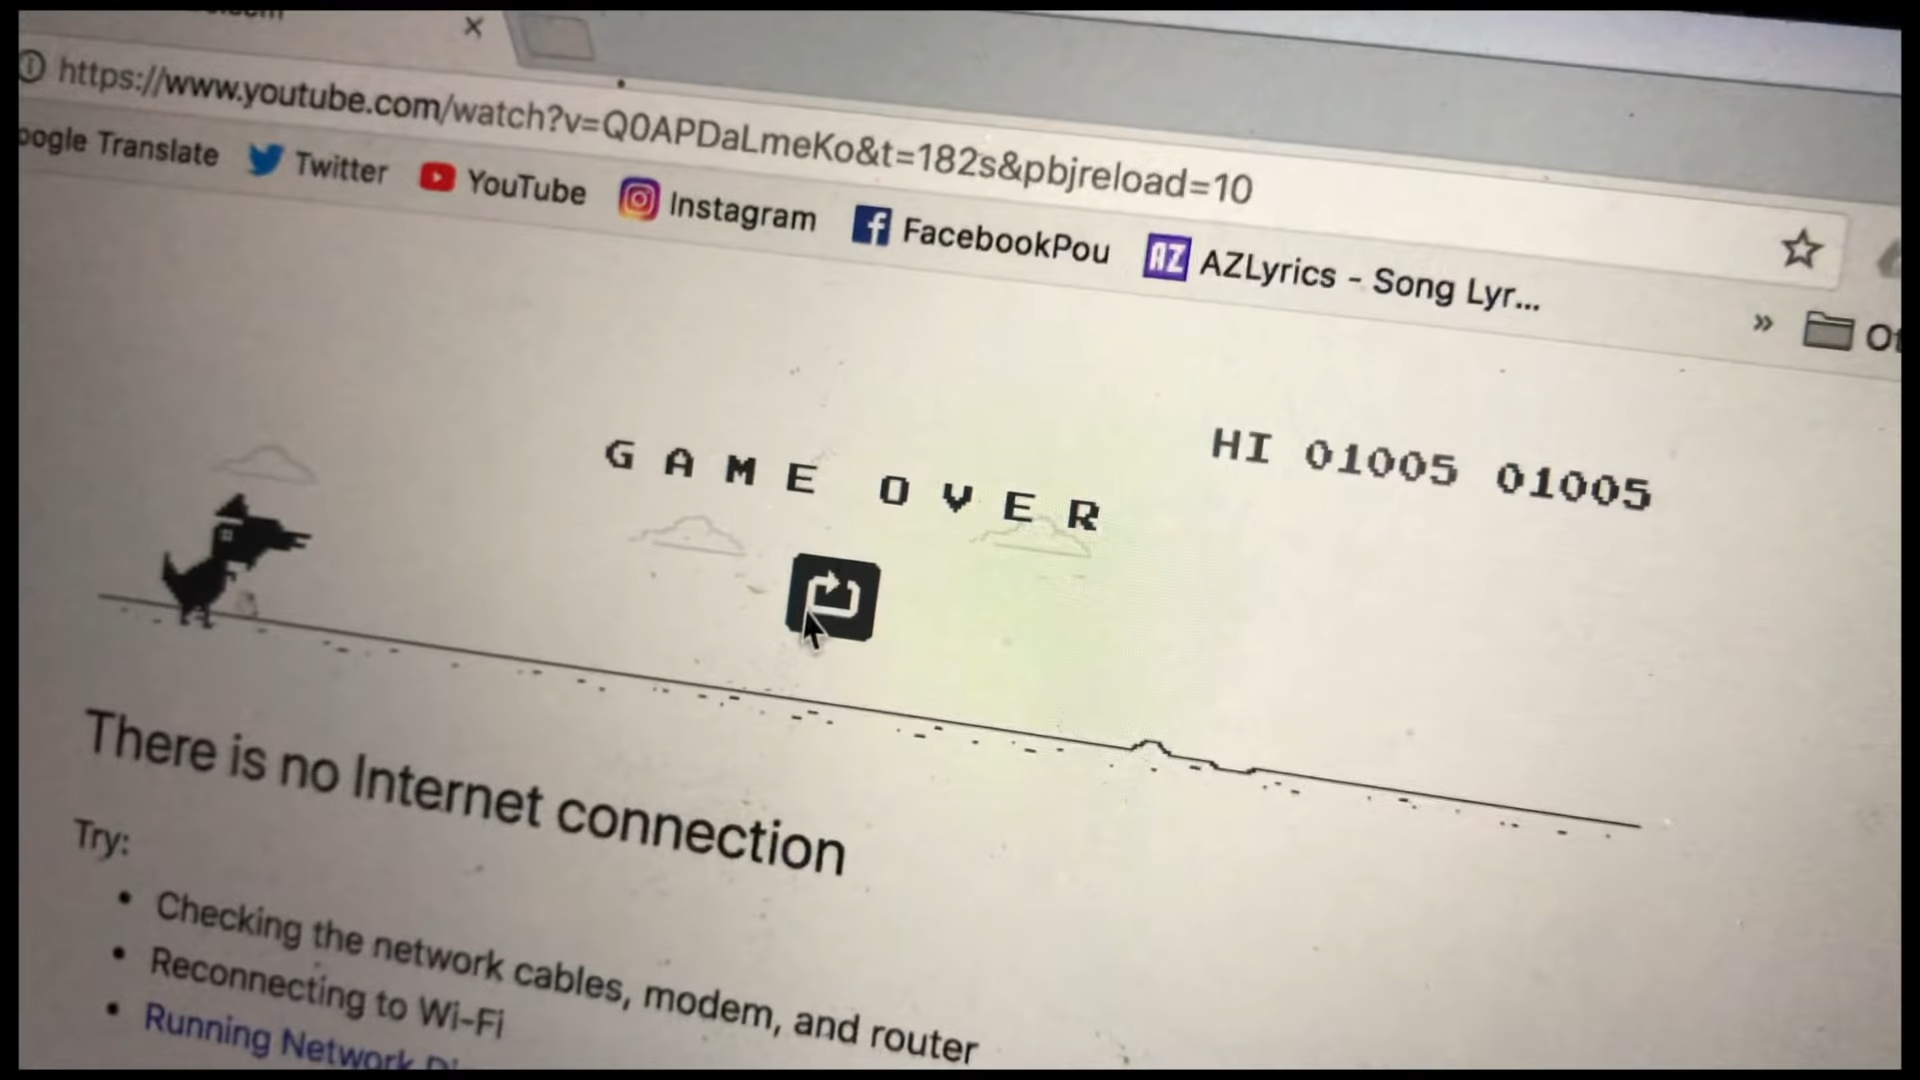 https://www.youtube.com/watch?v=Q0APDaLmeKo&t=182s&pbjreload=10
Translate Twitter YouTube Instagram FacebookPou AZ AZLyrics - Song Lyr... »
HI 01005 01005
GAME OVER
There is no Internet connection
Try:
• Checking the network cables, modem, and router
• Reconnecting to Wi-Fi
• Running Network